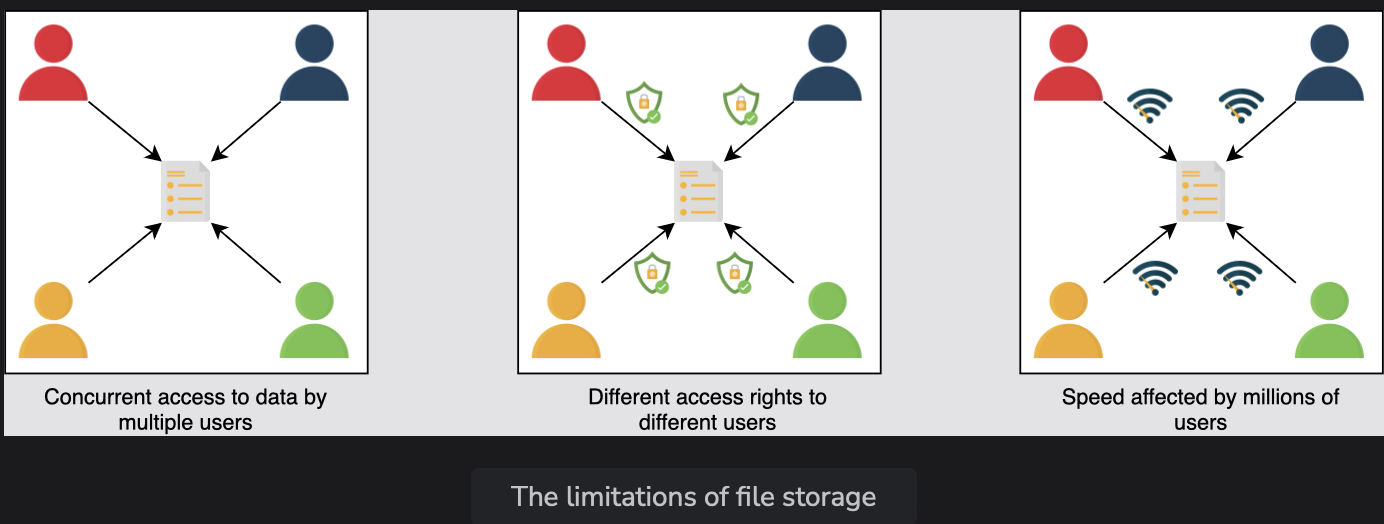 Concurrent access to data by
multiple users
Different access rights to
different users
Speed affected by millions of
users
The limitations of file storage